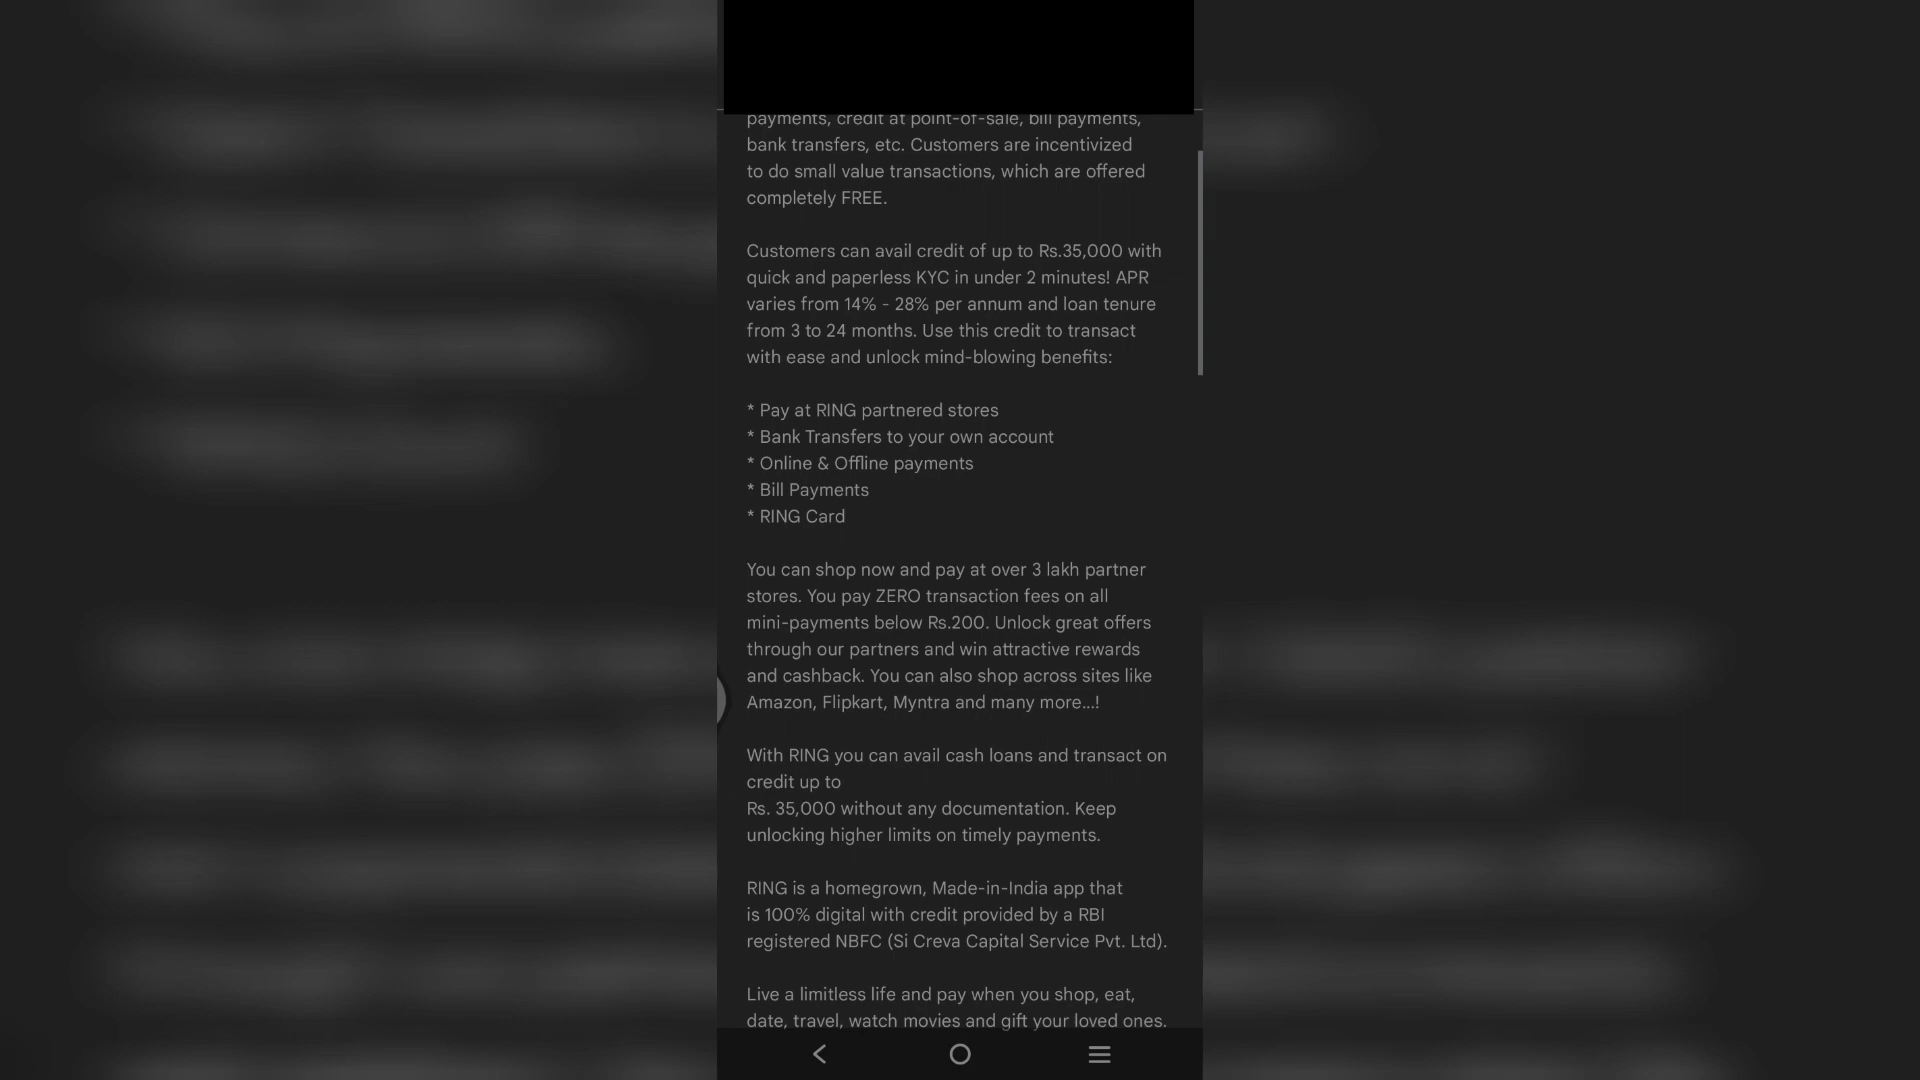 payments, credit at point-of-sale, bill payments,
bank transfers, etc. Customers are incentivized
to do small value transactions, which are offered
completely FREE.
Customers can avail credit of up to Rs.35,000 with
quick and paperless KYC in under 2 minutes! APR
varies from 14% - 28% per annum and loan tenure
from 3 to 24 months. Use this credit to transact
with ease and unlock mind-blowing benefits:
* Pay at RING partnered stores
* Bank Transfers to your own account
* Online & Offline payments
* Bill Payments
* RING Card
You can shop now and pay at over 3 lakh partner
stores. You pay ZERO transaction fees on all
mini-payments below Rs.200. Unlock great offers
through our partners and win attractive rewards
and cashback. You can also shop across sites like
Amazon, Flipkart, Myntra and many more...!
With RING you can avail cash loans and transact on
credit up to
Rs. 35,000 without any documentation. Keep
unlocking higher limits on timely payments.
RING is a homegrown, Made-in-India app that
is 100% digital with credit provided by a RBI
registered NBFC (Si Creva Capital Service Pvt. Ltd).
Live a limitless life and pay when you shop, eat,
date, travel, watch movies and gift your loved ones.